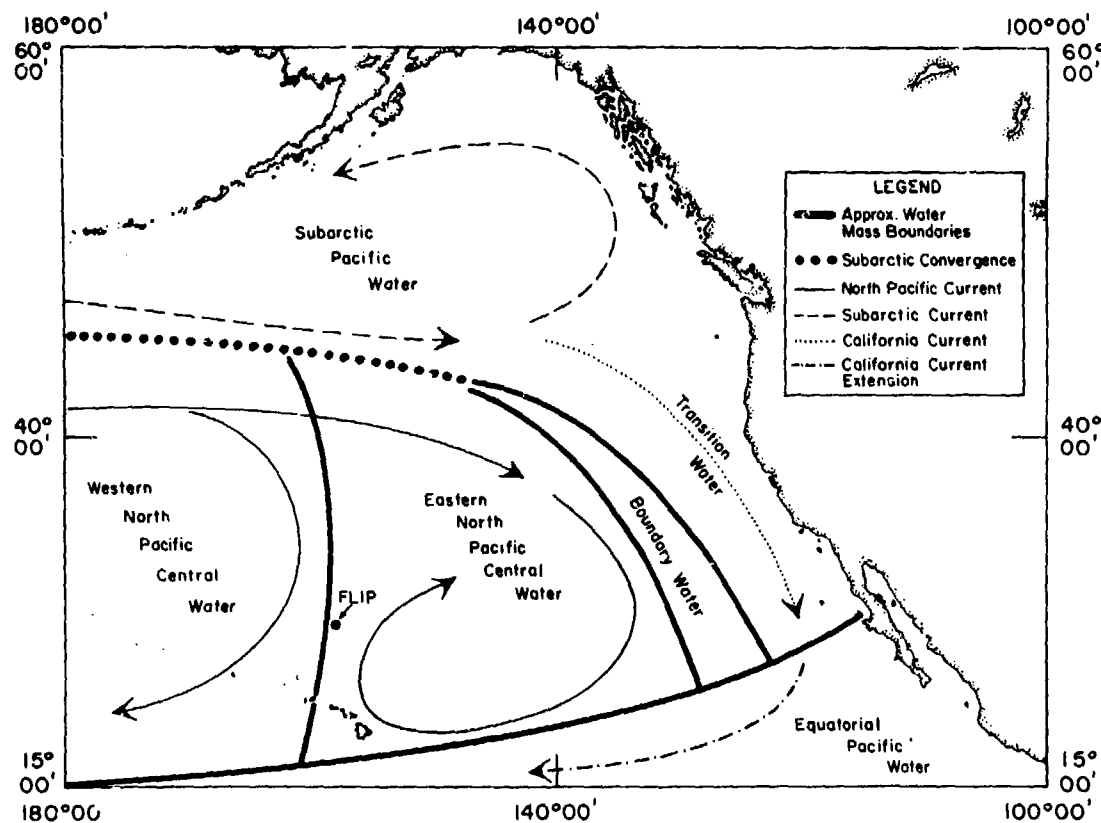 180°00'
140°00'
100°00'
60°
00'
60°
00'
LEGEND
Approx. Water
Mass Boundaries
Subarctic Convergence
North Pacific Current
Subarctic Current
California Current
California Current
Extension
Subarctic
Pacific
Water
40°
00'
40°
00'
Transition
Water
Western
North
Pacific
Central
Water
Eastern
North
Pacific
Central
Water
Boundary Water
FLIP
Equatorial
Pacific
Water
15°
00'
15°
00'
180°00'
140°00'
100°00'